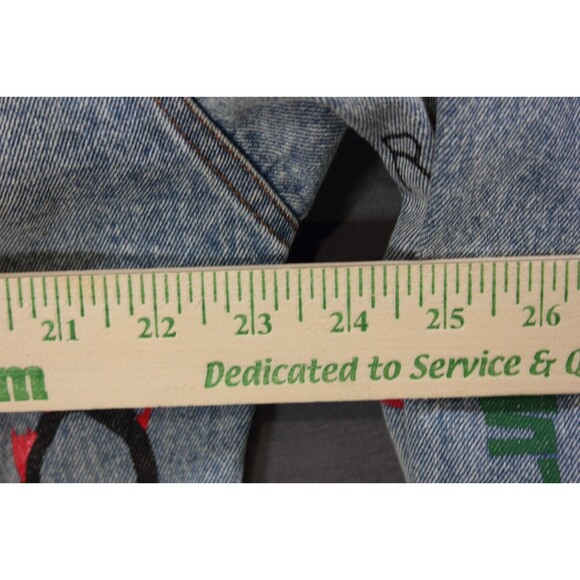 21 22 23 24 25 26
m Dedicated to Service & Q